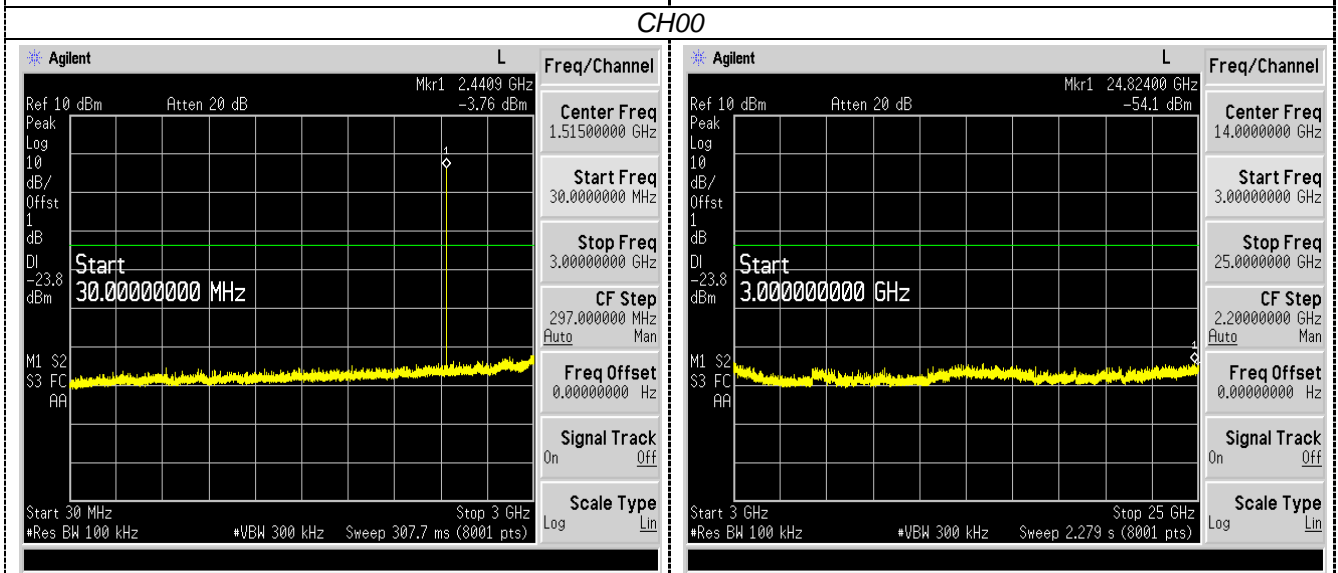 CH00
Agilent L
Mkr1 2.4409 GHz
Ref 10 dBm Atten 20 dB -3.76 dBm
Peak
Log
10
dB/
Offst
1
dB
DI
-23.8
dBm
M1 S2
S3 FC
AA
1
Start
30.00000000 MHz
Start 30 MHz Stop 3 GHz
#Res BW 100 kHz #VBW 300 kHz Sweep 307.7 ms (8001 pts)
Freq/Channel
Center Freq
1.51500000 GHz
Start Freq
30.0000000 MHz
Stop Freq
3.00000000 GHz
CF Step
297.000000 MHz
Auto Man
Freq Offset
0.00000000 Hz
Signal Track
On Off
Scale Type
Log Lin
Agilent L
Mkr1 24.82400 GHz
Ref 10 dBm Atten 20 dB -54.1 dBm
Peak
Log
10
dB/
Offst
1
dB
DI
-23.8
dBm
M1 S2
S3 FC
AA
1
Start
3.000000000 GHz
Start 3 GHz Stop 25 GHz
#Res BW 100 kHz #VBW 300 kHz Sweep 2.279 s (8001 pts)
Freq/Channel
Center Freq
14.0000000 GHz
Start Freq
3.00000000 GHz
Stop Freq
25.0000000 GHz
CF Step
2.20000000 GHz
Auto Man
Freq Offset
0.00000000 Hz
Signal Track
On Off
Scale Type
Log Lin